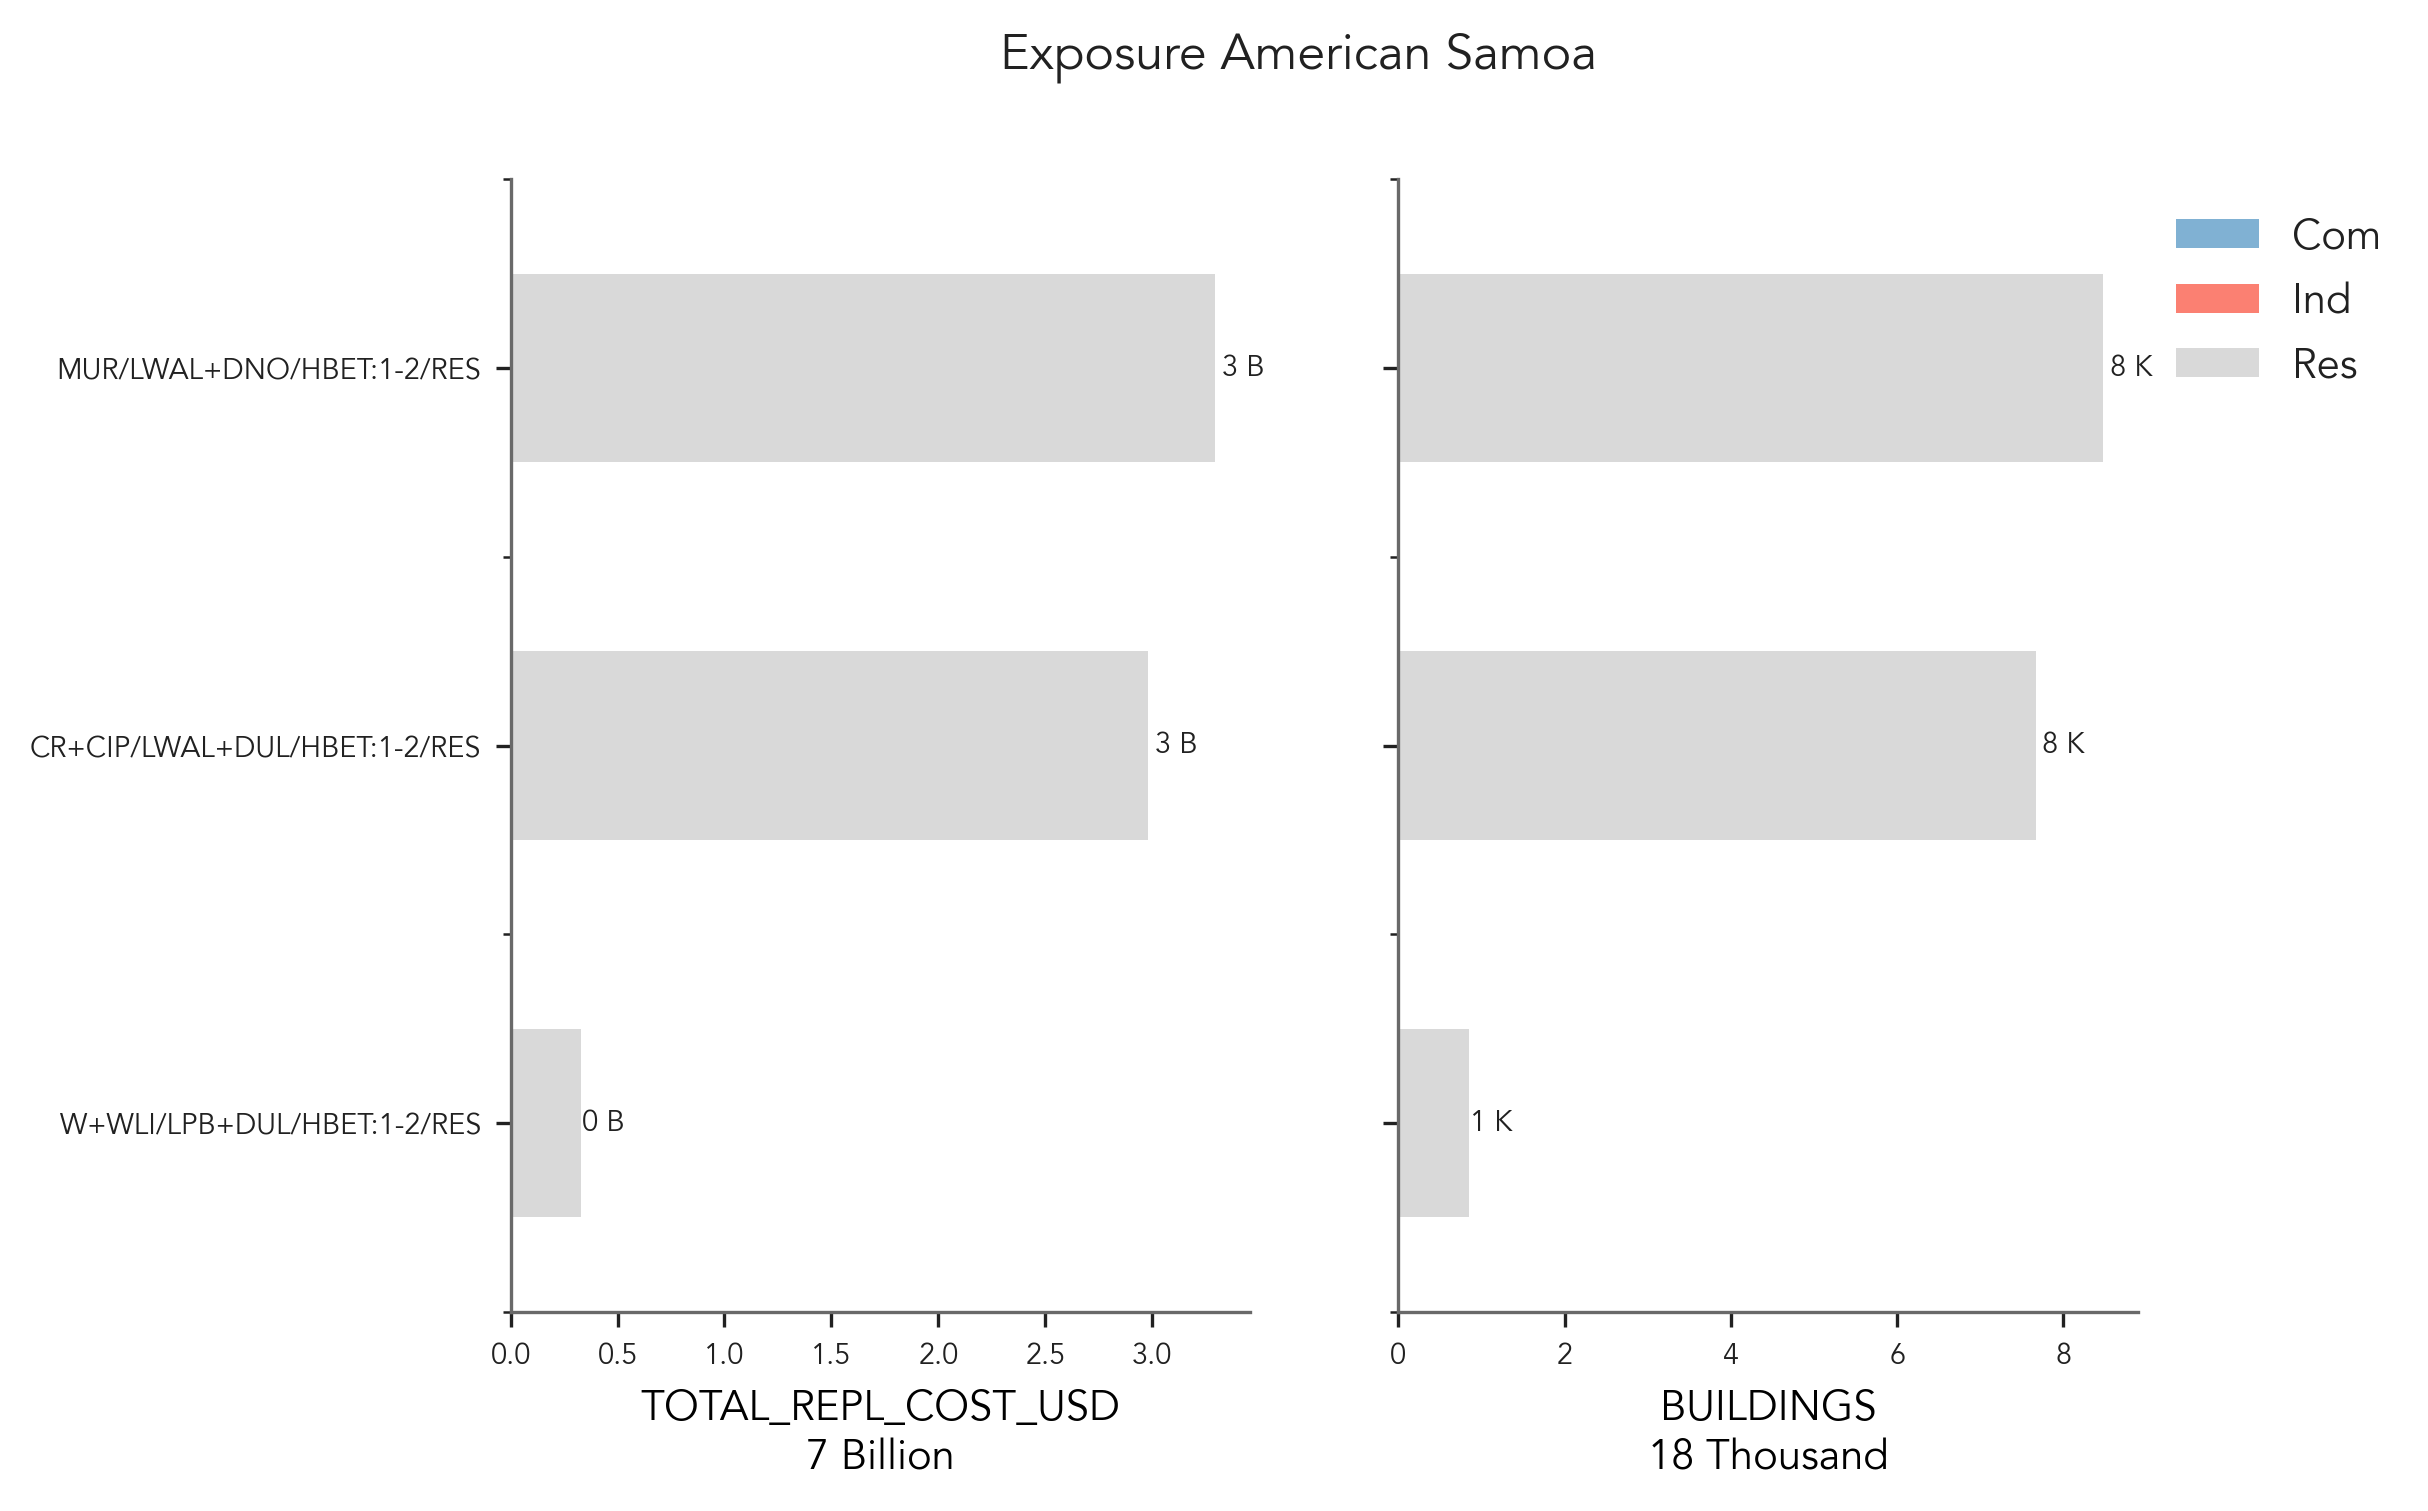 Exposure American Samoa
MUR/LWAL+DNO/HBET:1-2/RES
CR+CIP/LWAL+DUL/HBET:1-2/RES
W+WLI/LPB+DUL/HBET:1-2/RES
3 B
3 B
0 B
0.0 0.5 1.0 1.5 2.0 2.5 3.0
TOTAL_REPL_COST_USD
7 Billion
8 K
8 K
1 K
0 2 4 6 8
BUILDINGS
18 Thousand
Com
Ind
Res